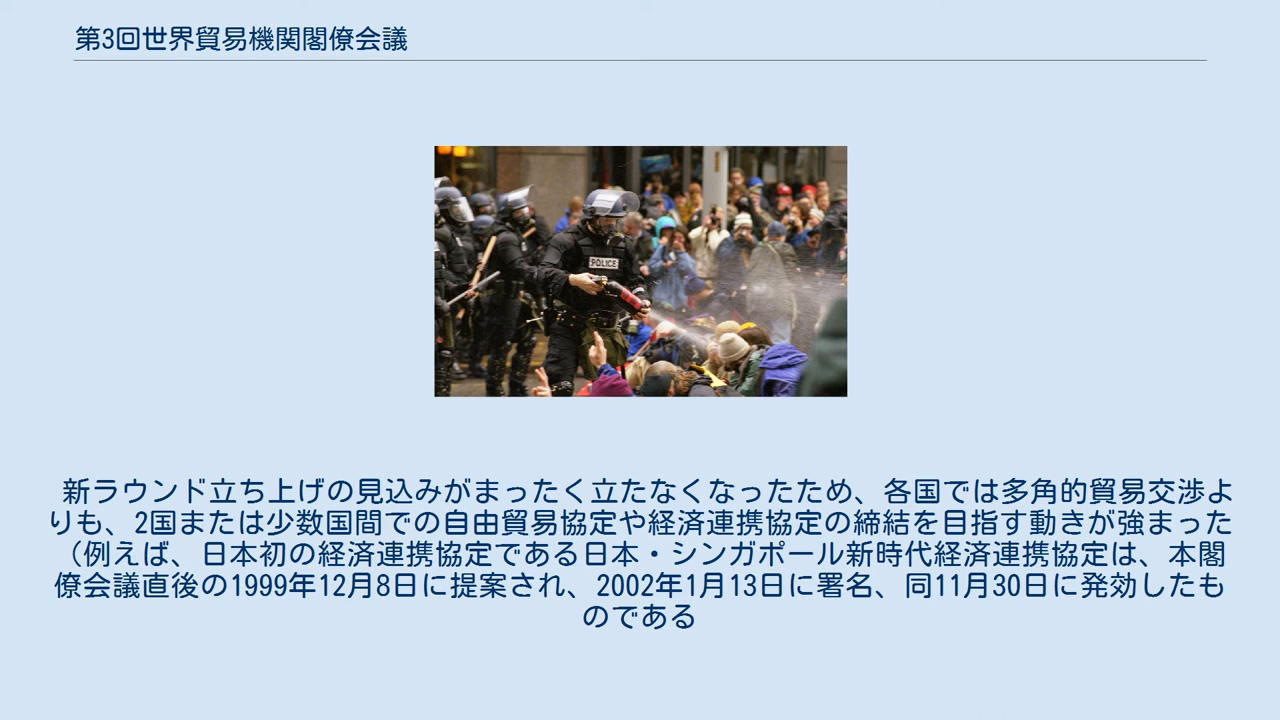 第3回世界貿易機関閣僚会議
POLICE
新ラウンド立ち上げの見込みがまったく立たなくなったため、各国では多角的貿易交渉よ
りも、2国または少数国間での自由貿易協定や経済連携協定の締結を目指す動きが強まった
（例えば、日本初の経済連携協定である日本・シンガポール新時代経済連携協定は、本閣
僚会議直後の1999年12月8日に提案され、2002年1月13日に署名、同11月30日に発効したも
のである